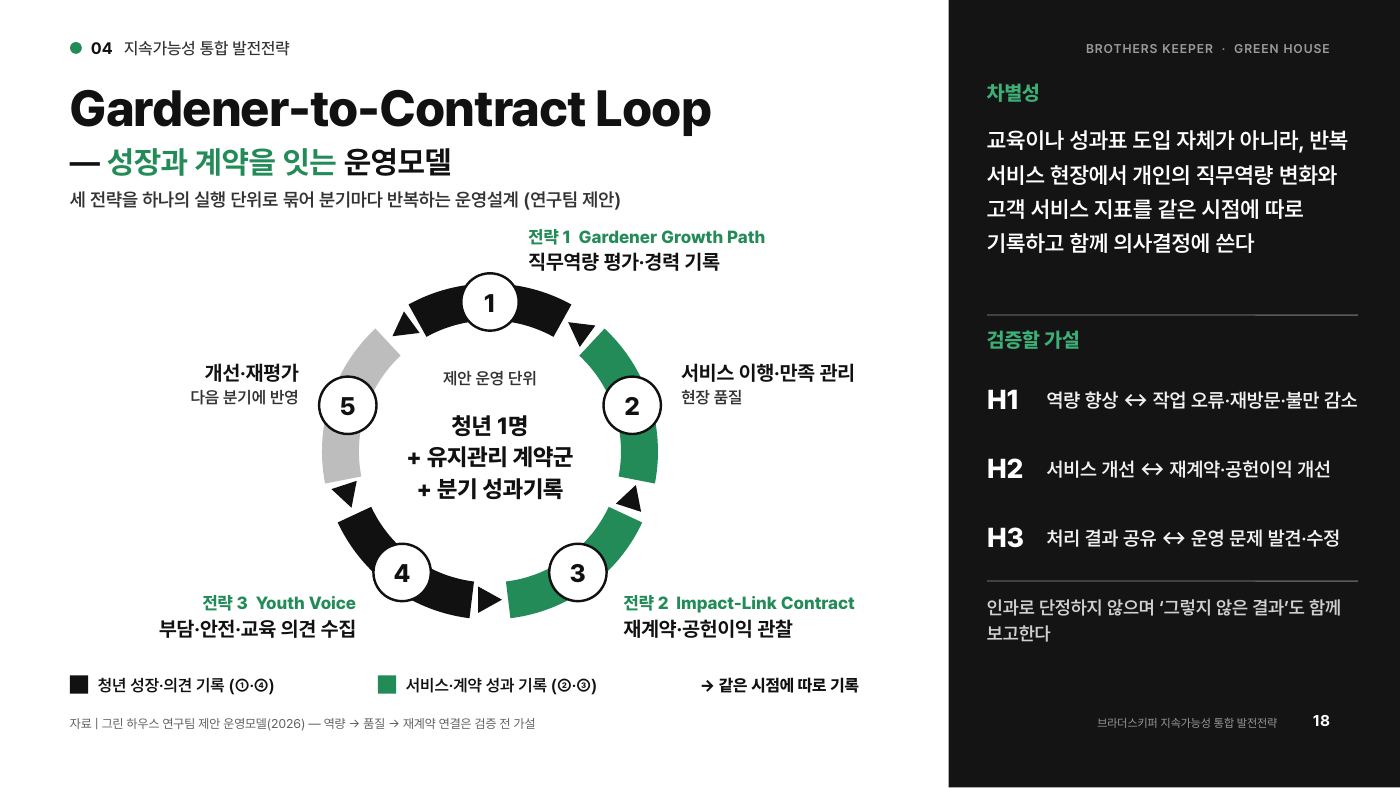 04 지속가능성 통합 발전전략
Gardener-to-Contract Loop
— 성장과 계약을 잇는 운영모델
세 전략을 하나의 실행 단위로 묶어 분기마다 반복하는 운영설계 (연구팀 제안)
전략 1 Gardener Growth Path
직무역량 평가·경력 기록
1
서비스 이행·만족 관리
현장 품질
2
전략 2 Impact-Link Contract
재계약·공헌이익 관찰
3
전략 3 Youth Voice
부담·안전·교육 의견 수집
4
개선·재평가
다음 분기에 반영
5
제안 운영 단위
청년 1명
+ 유지관리 계약군
+ 분기 성과기록
청년 성장·의견 기록 (①·④)
서비스·계약 성과 기록 (②·③)
→ 같은 시점에 따로 기록
자료 | 그린 하우스 연구팀 제안 운영모델(2026) — 역량 → 품질 → 재계약 연결은 검증 전 가설
BROTHERS KEEPER · GREEN HOUSE
차별성
교육이나 성과표 도입 자체가 아니라, 반복
서비스 현장에서 개인의 직무역량 변화와
고객 서비스 지표를 같은 시점에 따로
기록하고 함께 의사결정에 쓴다
검증할 가설
H1 역량 향상 ↔ 작업 오류·재방문·불만 감소
H2 서비스 개선 ↔ 재계약·공헌이익 개선
H3 처리 결과 공유 ↔ 운영 문제 발견·수정
인과로 단정하지 않으며 ‘그렇지 않은 결과’도 함께
보고한다
브라더스키퍼 지속가능성 통합 발전전략 18